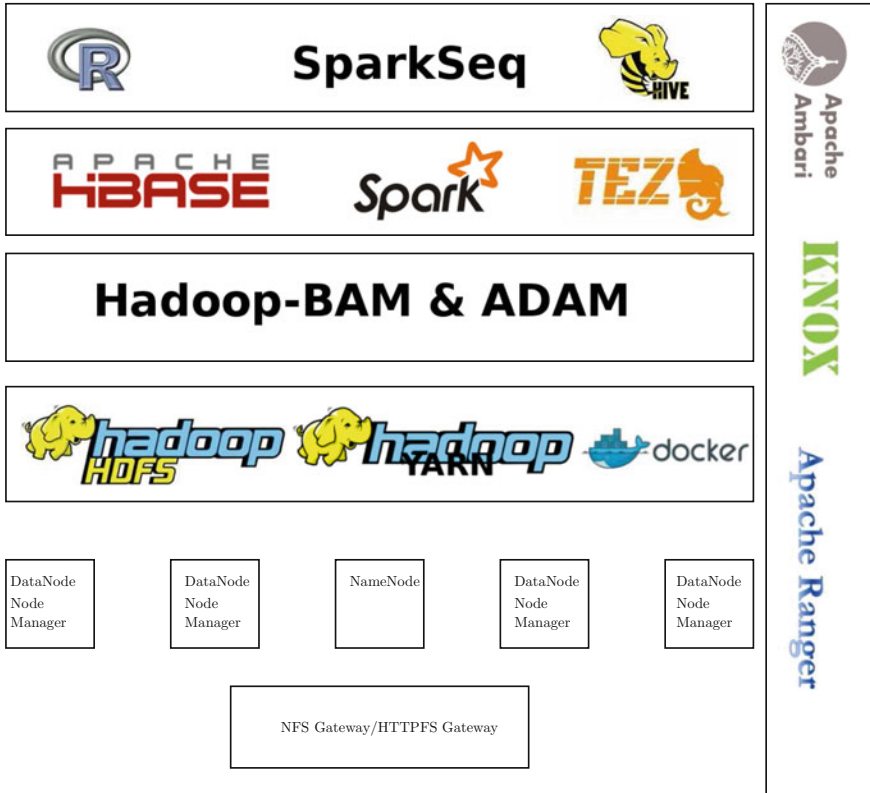 R
SparkSeq
HIVE
APACHE
HBASE
Spark
TEZ
Hadoop-BAM & ADAM
hadoop
HDFS
hadoop
YARN
docker
DataNode
Node
Manager
DataNode
Node
Manager
NameNode
DataNode
Node
Manager
DataNode
Node
Manager
NFS Gateway/HTTPFS Gateway
Apache
Ambari
KNOX
Apache Ranger